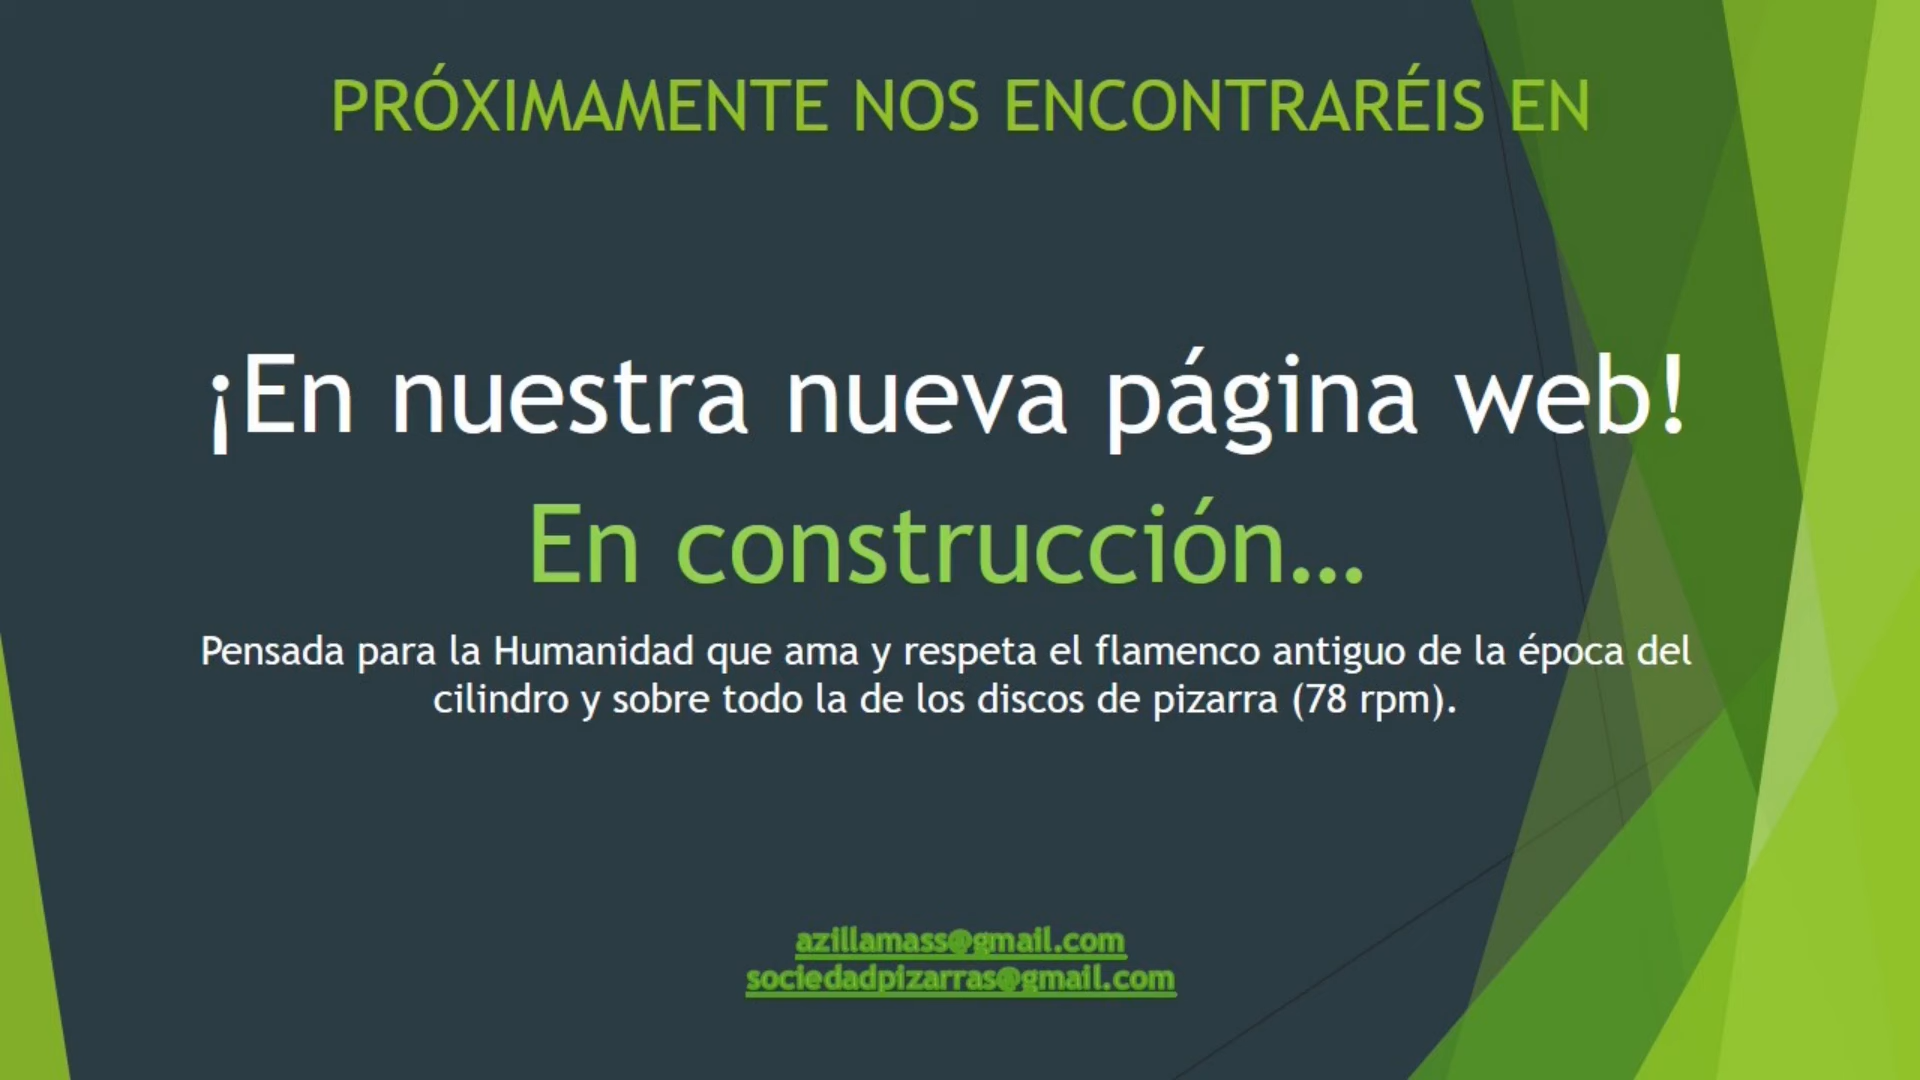 PRÓXIMAMENTE NOS ENCONTRARÉIS EN
¡En nuestra nueva página web!
En construcción...
Pensada para la Humanidad que ama y respeta el flamenco antiguo de la época del
cilindro y sobre todo la de los discos de pizarra (78 rpm).
azillamass@gmail.com
sociedadpizarras@gmail.com